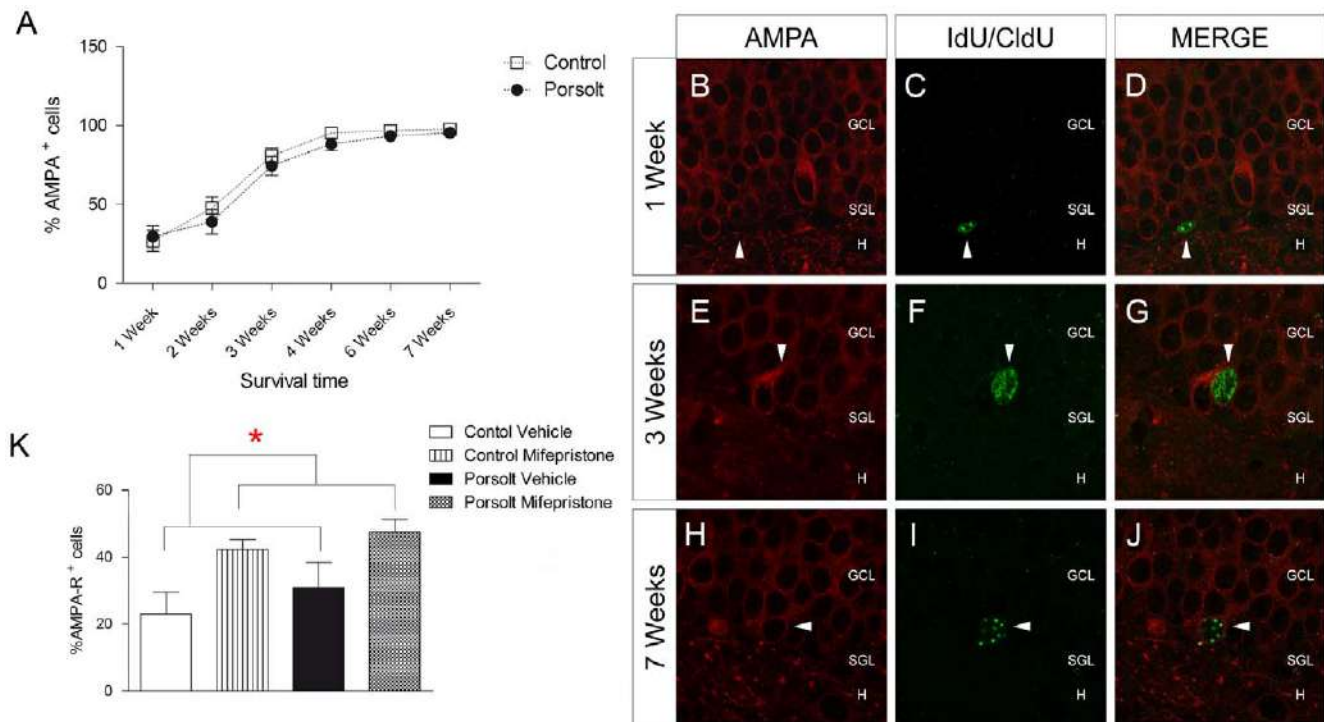 A
150
100
50
0
% AMPA + cells
Control
Porsolt
1 Week
2 Weeks
3 Weeks
4 Weeks
6 Weeks
7 Weeks
Survival time
AMPA
IdU/CldU
MERGE
1 Week
B
GCL
SGL
H
C
GCL
SGL
H
D
GCL
SGL
H
3 Weeks
E
GCL
SGL
H
F
GCL
SGL
H
G
GCL
SGL
H
7 Weeks
H
GCL
SGL
H
I
GCL
SGL
H
J
GCL
SGL
H
K
Contol Vehicle
Control Mifepristone
Porsolt Vehicle
Porsolt Mifepristone
*
60
40
20
0
%AMPA-R + cells